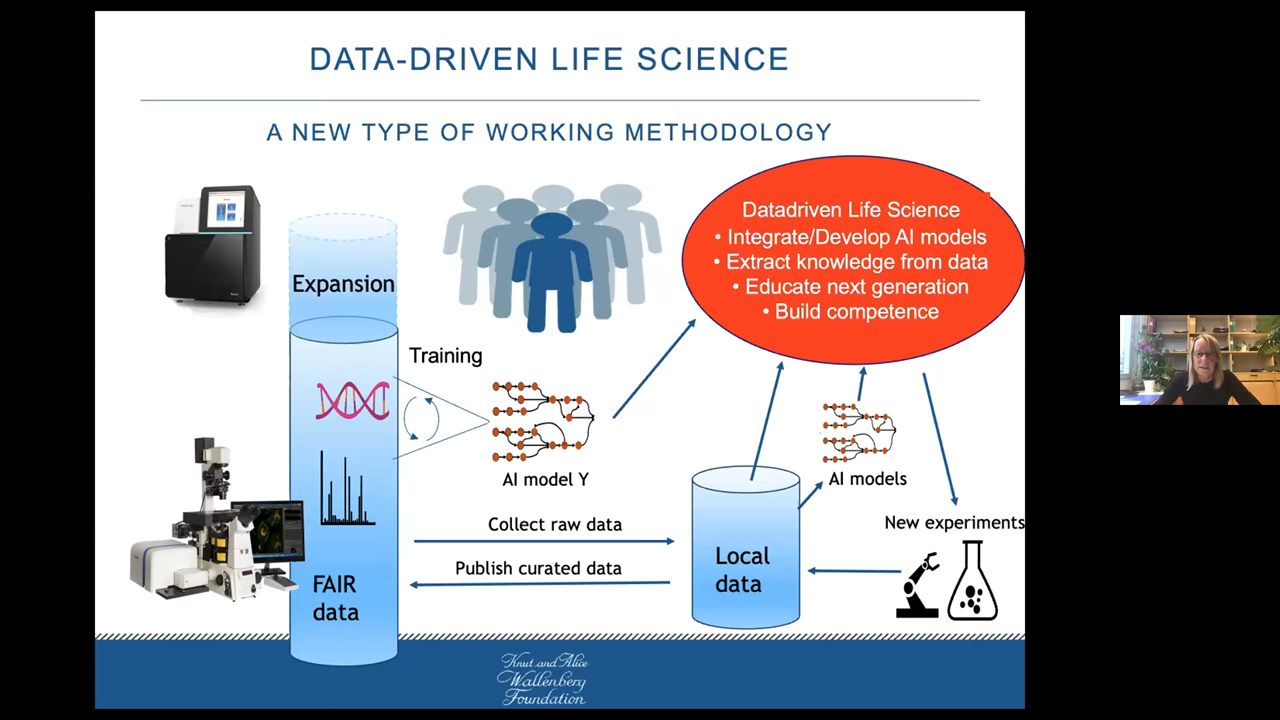 DATA-DRIVEN LIFE SCIENCE
A NEW TYPE OF WORKING METHODOLOGY
Datadriven Life Science
• Integrate/Develop AI models
• Extract knowledge from data
• Educate next generation
• Build competence
Expansion
Training
AI model Y
AI models
Collect raw data
New experiments
Publish curated data
Local
data
FAIR
data
Knut and Alice
Wallenberg
Foundation